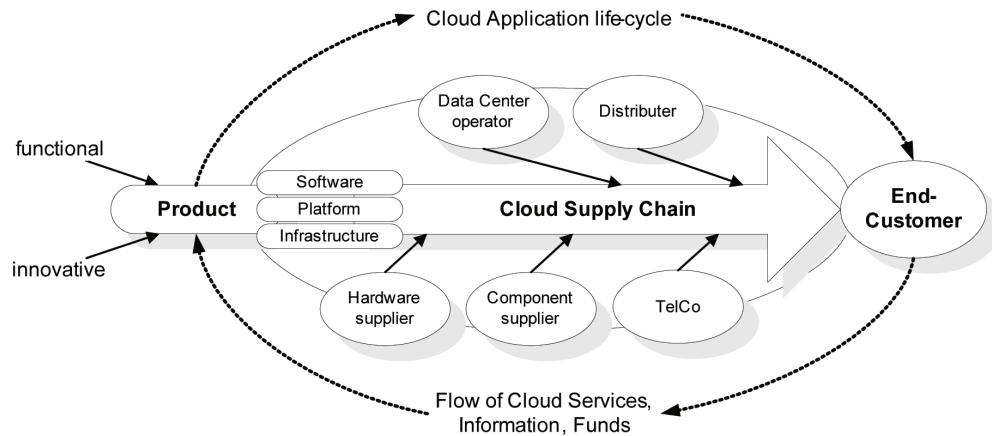 Cloud Application life-cycle
Data Center
operator
Distributer
functional
Software
Product
Platform
Cloud Supply Chain
End-
Customer
Infrastructure
innovative
Hardware
supplier
Component
supplier
TelCo
Flow of Cloud Services,
Information, Funds